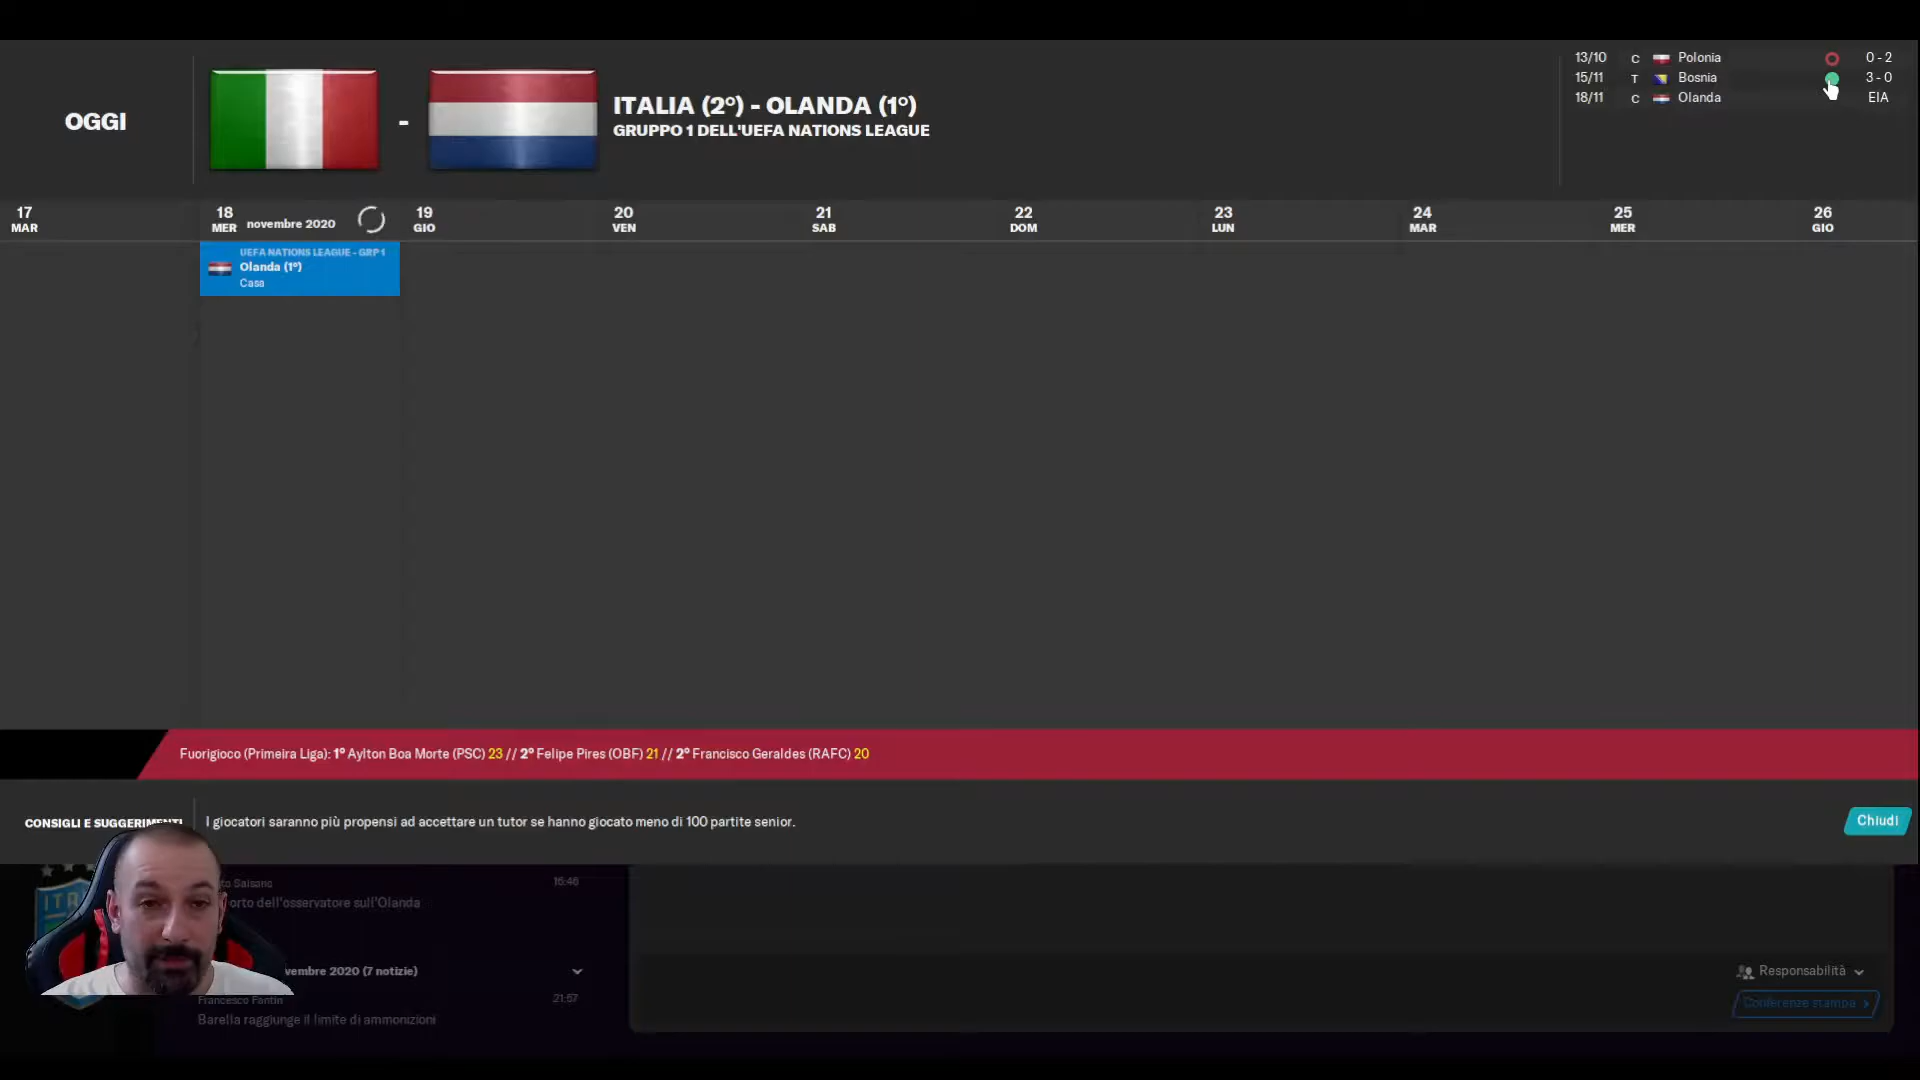 OGGI
-
ITALIA (2°) - OLANDA (1°)
GRUPPO 1 DELL'UEFA NATIONS LEAGUE
13/10 C Polonia 0 - 2
15/11 T Bosnia 3 - 0
18/11 C Olanda EIA
17
MAR
18
MER novembre 2020
19
GIO
20
VEN
21
SAB
22
DOM
23
LUN
24
MAR
25
MER
26
GIO
UEFA NATIONS LEAGUE - GRP 1
Olanda (1°)
Casa
Fuorigioco (Primeira Liga): 1° Aylton Boa Morte (PSC) 23 // 2° Felipe Pires (OBF) 21 // 2° Francisco Geraldes (RAFC) 20
CONSIGLI E SUGGERIMENTI
I giocatori saranno più propensi ad accettare un tutor se hanno giocato meno di 100 partite senior.
Chiudi
Salsano 16:46
dell'osservatore sull'Olanda
2020 (7 notizie)
Francesco Fantin 21:57
Barella raggiunge il limite di ammonizioni
Responsabilità
Conferenze stampa